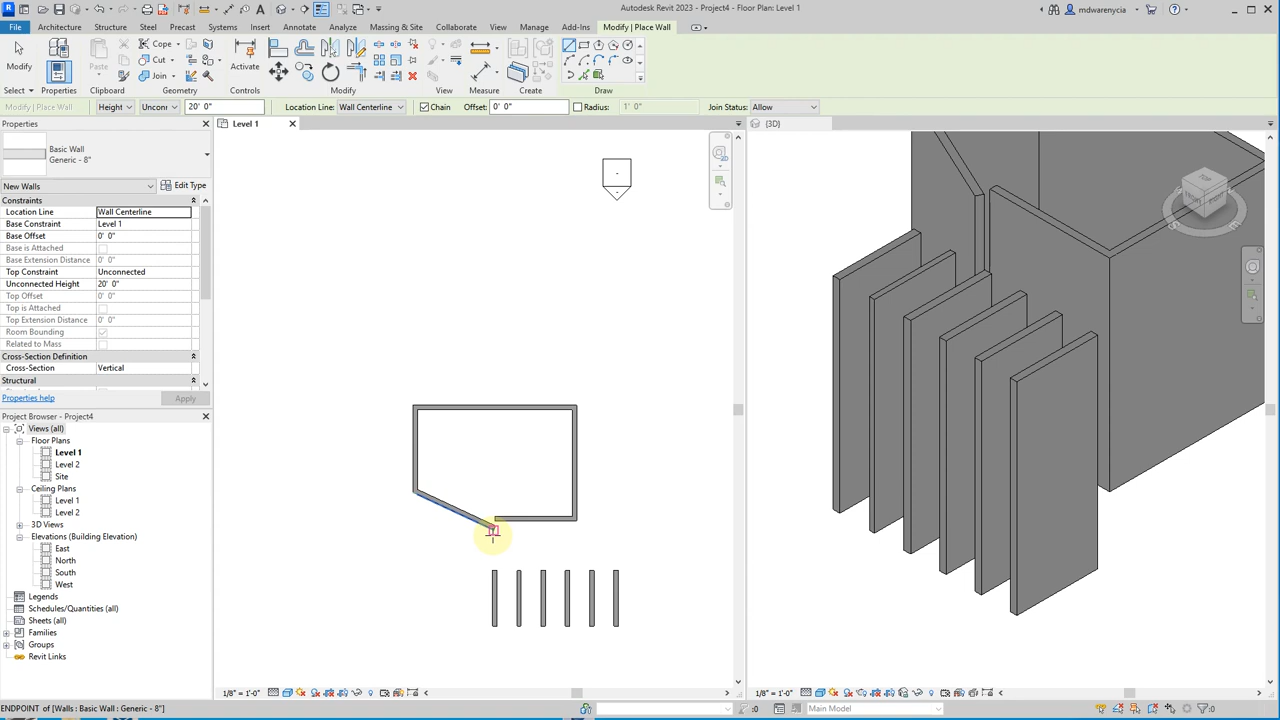 Autodesk Revit 2023 - Project4 - Floor Plan: Level 1
mdwarenycia
File Architecture Structure Steel Precast Systems Insert Annotate Analyze Massing & Site Collaborate View Manage Add-Ins Modify | Place Wall
Modify
Paste
Cope
Cut
Join
Activate
Select Properties Clipboard Geometry Controls Modify View Measure Create Draw
Modify | Place Wall Height Unconr 20' 0" Location Line: Wall Centerline Chain Offset: 0' 0" Radius: 1' 0" Join Status: Allow
Properties
Basic Wall
Generic - 8"
New Walls Edit Type
Constraints
Location Line Wall Centerline
Base Constraint Level 1
Base Offset 0' 0"
Base is Attached
Base Extension Distance 0' 0"
Top Constraint Unconnected
Unconnected Height 20' 0"
Top Offset 0' 0"
Top is Attached
Top Extension Distance 0' 0"
Room Bounding
Related to Mass
Cross-Section Definition
Cross-Section Vertical
Structural
Properties help Apply
Project Browser - Project4
Views (all)
Floor Plans
Level 1
Level 2
Site
Ceiling Plans
Level 1
Level 2
3D Views
Elevations (Building Elevation)
East
North
South
West
Legends
Schedules/Quantities (all)
Sheets (all)
Families
Groups
Revit Links
Level 1
{3D}
TOP
1/8" = 1'-0"
1/8" = 1'-0"
ENDPOINT of [Walls : Basic Wall : Generic - 8"]
:0
Main Model
:0